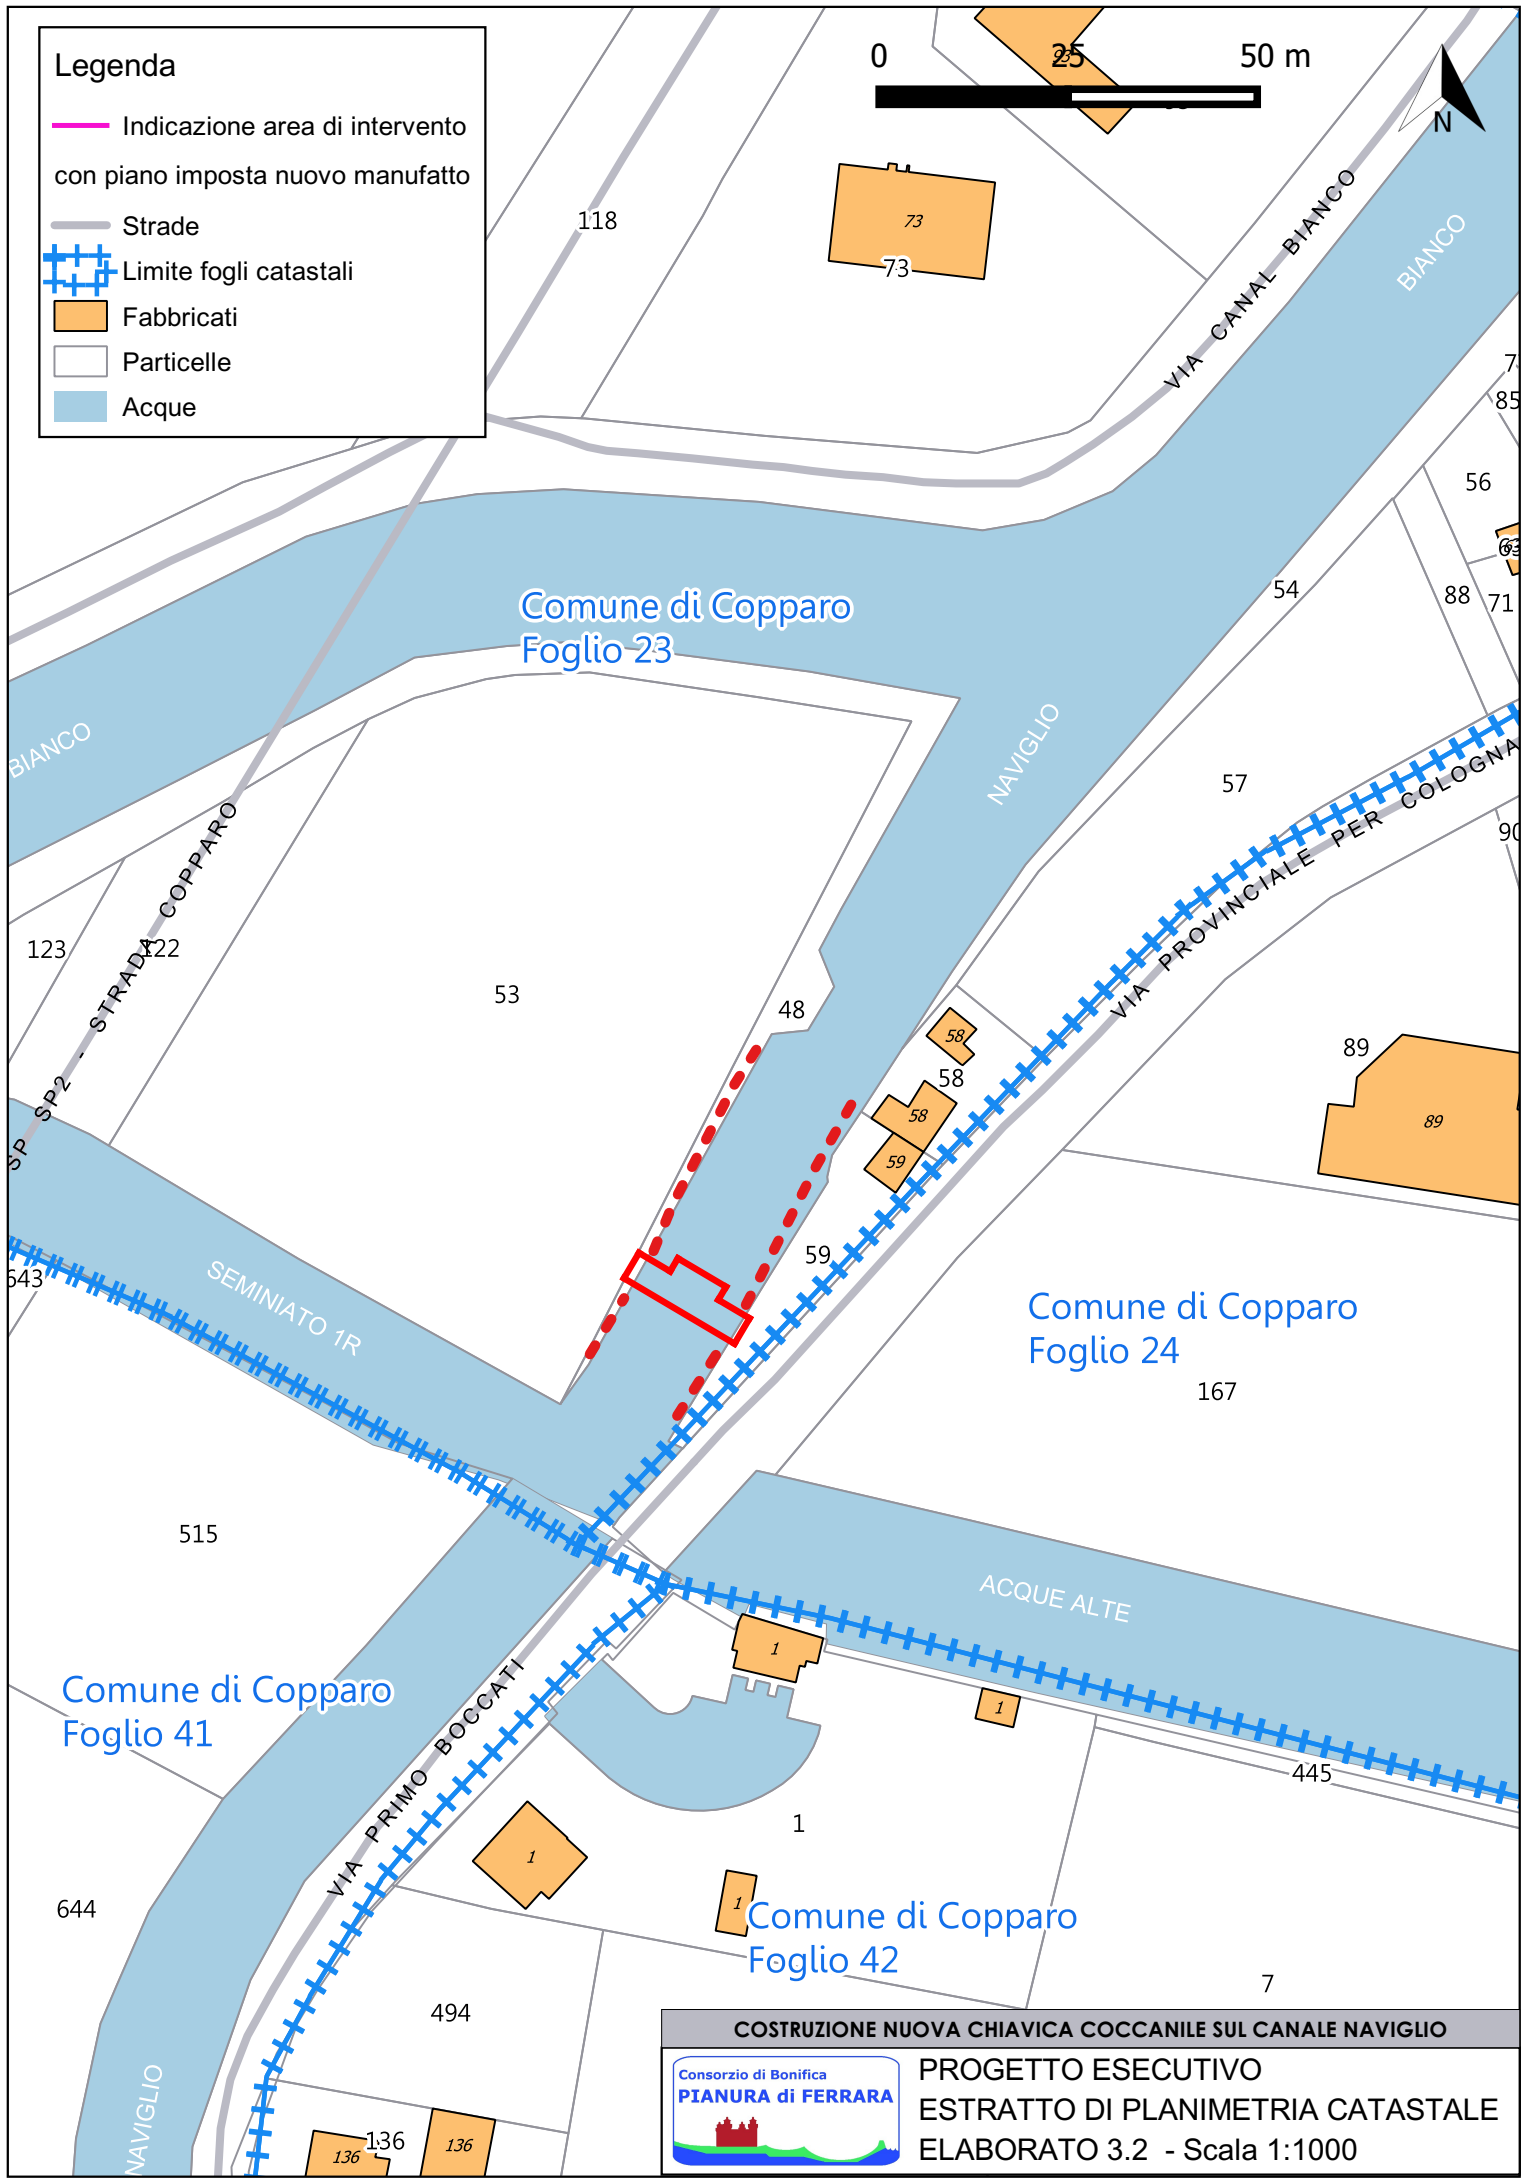 Legenda
Indicazione area di intervento
con piano imposta nuovo manufatto
Strade
Limite fogli catastali
Fabbricati
Particelle
Acque
0 25 50 m
N
93
118
73
73
VIA CANAL BIANCO
BIANCO
85
56
63
54
88
71
Comune di Copparo
Foglio 23
BIANCO
NAVIGLIO
57
VIA PROVINCIALE PER COLOGNA
90
SP SP2 - STRADA COPPARO
123
122
53
48
58
58
58
59
89
89
59
643
SEMINIATO 1R
Comune di Copparo
Foglio 24
167
515
ACQUE ALTE
1
1
Comune di Copparo
Foglio 41
VIA PRIMO BOCCATI
445
1
1
1
644
Comune di Copparo
Foglio 42
7
494
NAVIGLIO
136
136
136
COSTRUZIONE NUOVA CHIAVICA COCCANILE SUL CANALE NAVIGLIO
Consorzio di Bonifica
PIANURA di FERRARA
PROGETTO ESECUTIVO
ESTRATTO DI PLANIMETRIA CATASTALE
ELABORATO 3.2 - Scala 1:1000